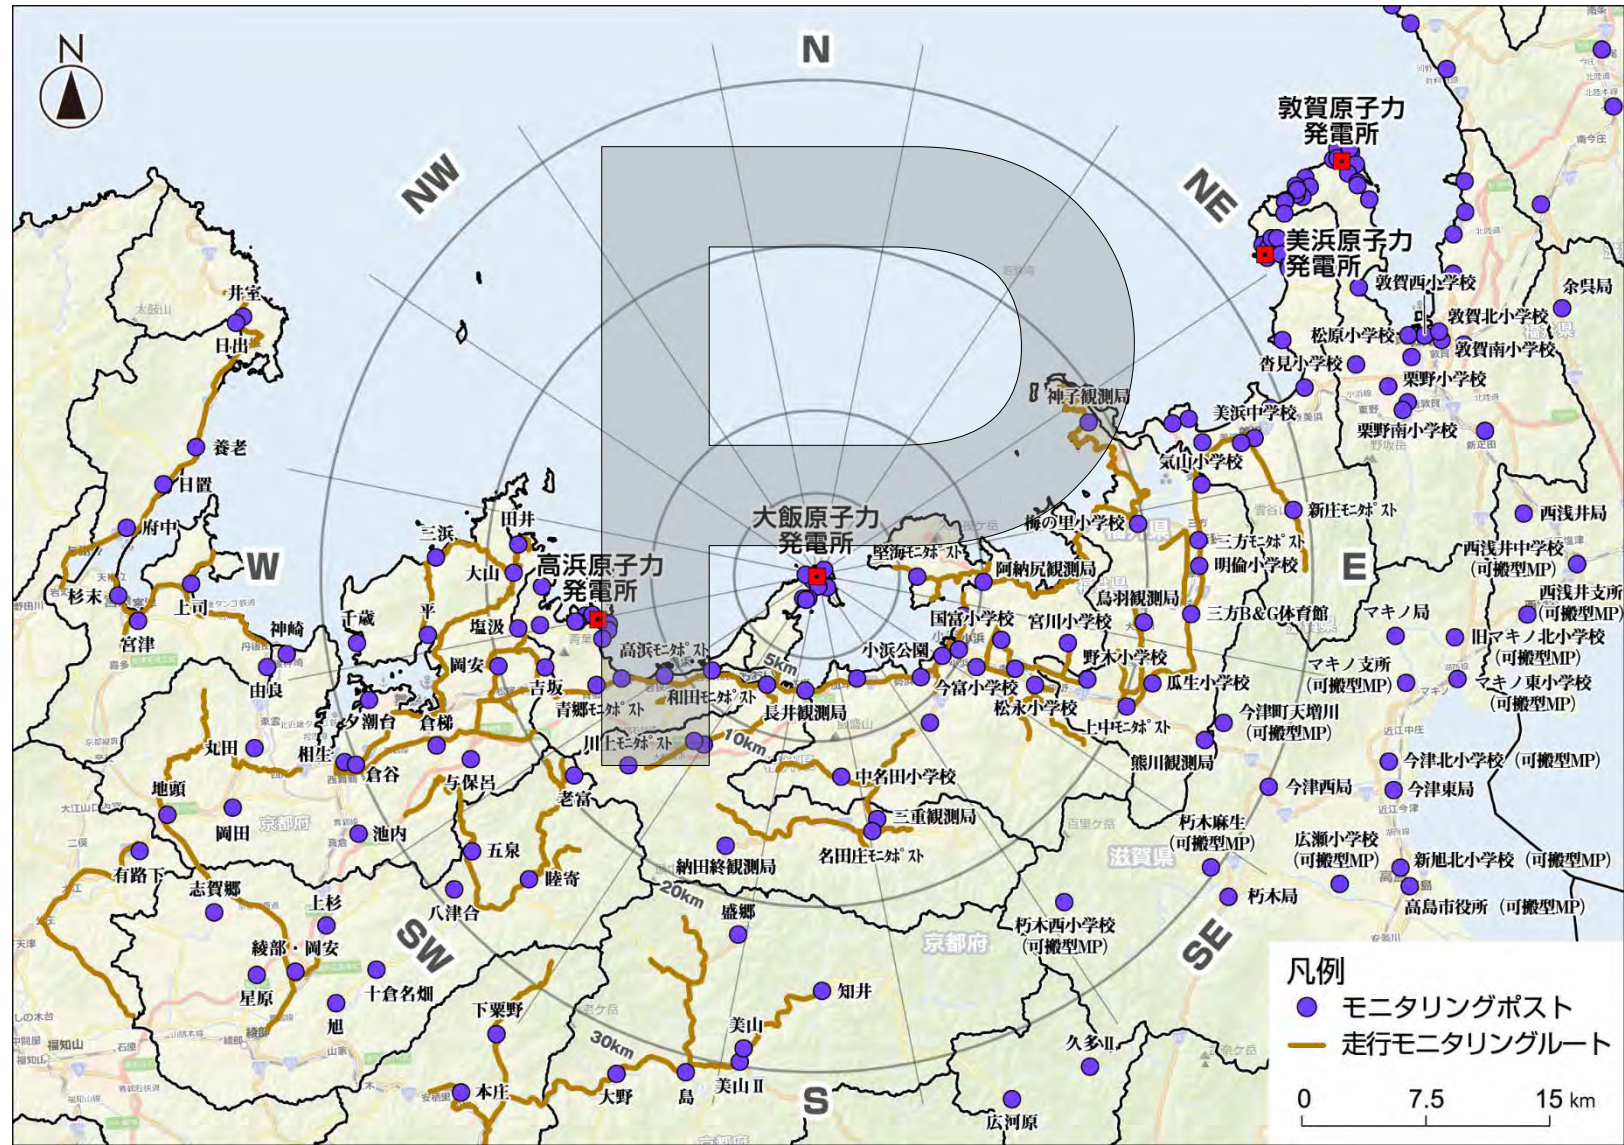 N
N
NW
NE
敦賀原子力
発電所
美浜原子力
発電所
敦賀西小学校
余呉局
井室
太鼓山
日出
松原小学校
敦賀北小学校
敦賀南小学校
沓見小学校
栗野小学校
神子観測局
美浜中学校
栗野南小学校
養老
気山小学校
日置
府中
三浜
田井
大飯原子力
発電所
梅の里小学校
新庄モニタポスト
西浅井局
W
大山
高浜原子力
発電所
堅海モニタポスト
阿納尻観測局
三方モニタポスト
明倫小学校
E
西浅井中学校
(可搬型MP)
杉末
上司
千歳
平
塩汲
国富小学校
宮川小学校
鳥羽観測局
三方B&G体育館
マキノ局
西浅井支所
(可搬型MP)
宮津
神崎
由良
岡安
吉坂
高浜モニタポスト
5km
小浜公園
野木小学校
旧マキノ北小学校
(可搬型MP)
マキノ支所
(可搬型MP)
マキノ東小学校
(可搬型MP)
夕潮台
倉梯
青郷モニタポスト
和田モニタポスト
長井観測局
今富小学校
松永小学校
瓜生小学校
上中モニタポスト
今津町天増川
(可搬型MP)
丸田
相生
倉谷
川上モニタポスト
10km
熊川観測局
今津北小学校 (可搬型MP)
地頭
与保呂
老富
中名田小学校
今津西局
今津東局
岡田
京都府
池内
三重観測局
名田庄モニタポスト
百里ケ岳
朽木麻生
(可搬型MP)
広瀬小学校
(可搬型MP)
滋賀県
有路下
五泉
納田終観測局
新旭北小学校 (可搬型MP)
志賀郷
睦寄
20km
朽木局
高島市役所 (可搬型MP)
上杉
八津合
盛郷
朽木西小学校
(可搬型MP)
SW
京都府
SE
綾部・岡安
星原
十倉名畑
旭
下粟野
知井
美山
30km
久多Ⅱ
福知山
綾部
本庄
大野
島
美山Ⅱ
S
広河原
凡例
モニタリングポスト
走行モニタリングルート
0 7.5 15 km